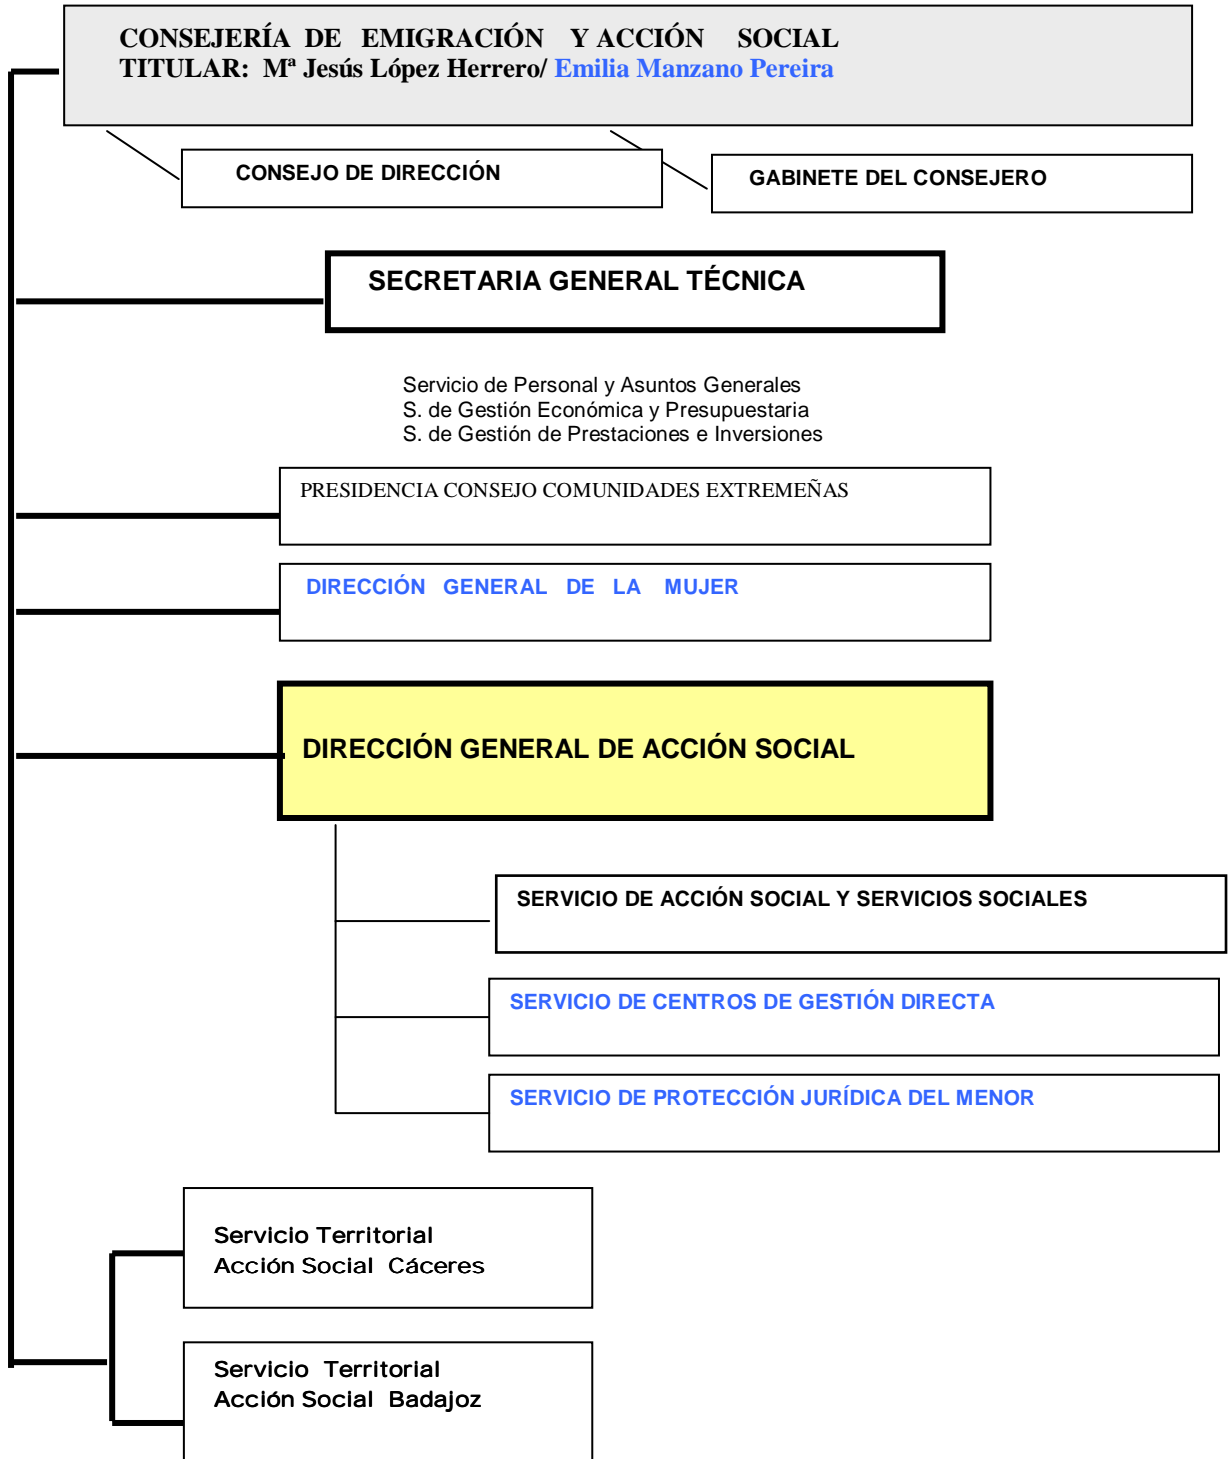 CONSEJERÍA DE EMIGRACIÓN Y ACCIÓN SOCIAL
TITULAR: Mª Jesús López Herrero/ Emilia Manzano Pereira
CONSEJO DE DIRECCIÓN
GABINETE DEL CONSEJERO
SECRETARIA GENERAL TÉCNICA
Servicio de Personal y Asuntos Generales
S. de Gestión Económica y Presupuestaria
S. de Gestión de Prestaciones e Inversiones
PRESIDENCIA CONSEJO COMUNIDADES EXTREMEÑAS
DIRECCIÓN GENERAL DE LA MUJER
DIRECCIÓN GENERAL DE ACCIÓN SOCIAL
SERVICIO DE ACCIÓN SOCIAL Y SERVICIOS SOCIALES
SERVICIO DE CENTROS DE GESTIÓN DIRECTA
SERVICIO DE PROTECCIÓN JURÍDICA DEL MENOR
Servicio Territorial
Acción Social Cáceres
Servicio Territorial
Acción Social Badajoz